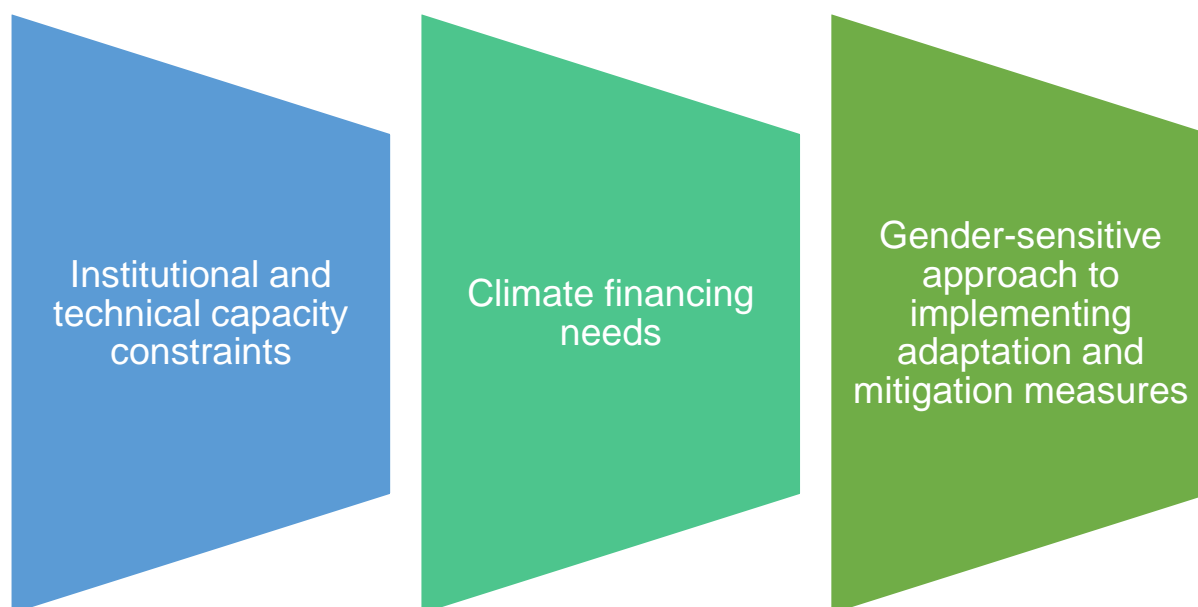 Institutional and
technical capacity
constraints
Climate financing
needs
Gender-sensitive
approach to
implementing
adaptation and
mitigation measures